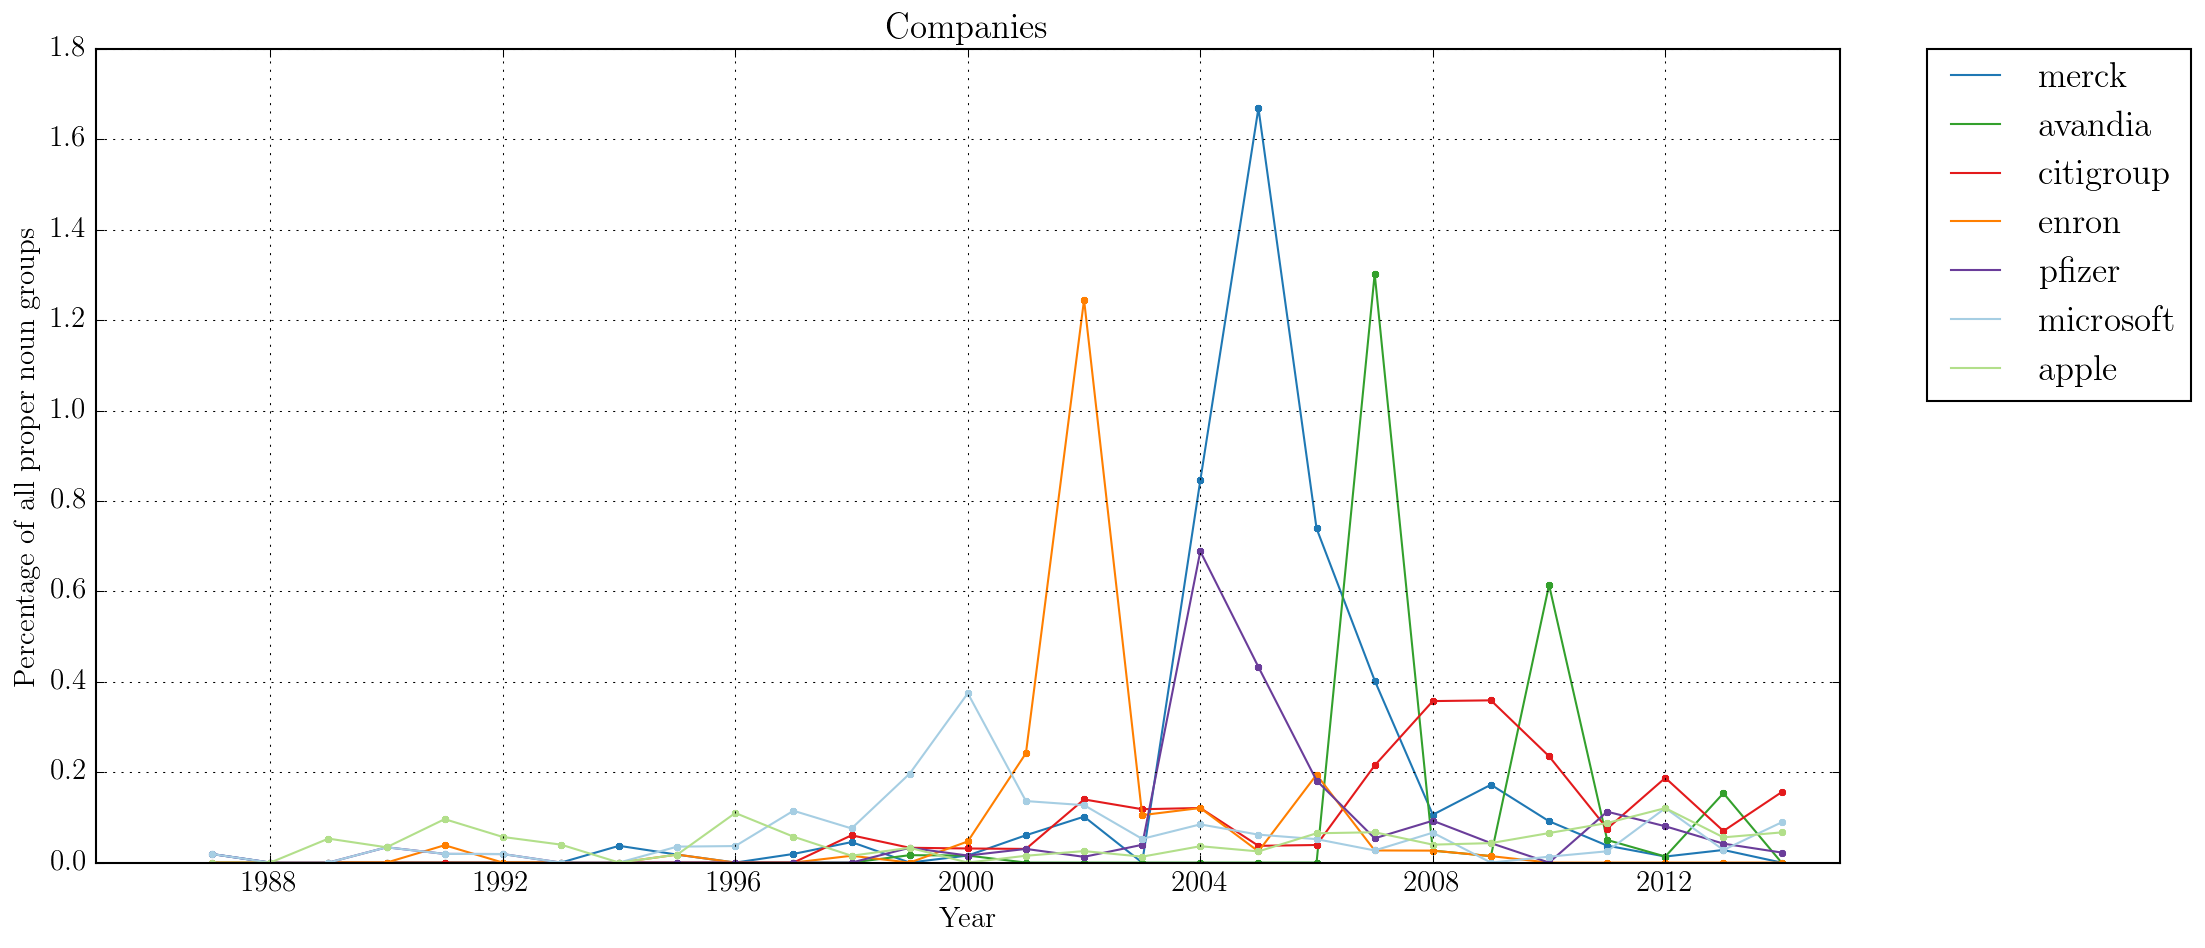 Companies
1.8
1.6
1.4
1.2
1.0
0.8
0.6
0.4
0.2
0.0
Percentage of all proper noun groups
1988 1992 1996 2000 2004 2008 2012
Year
merck
avandia
citigroup
enron
pfizer
microsoft
apple